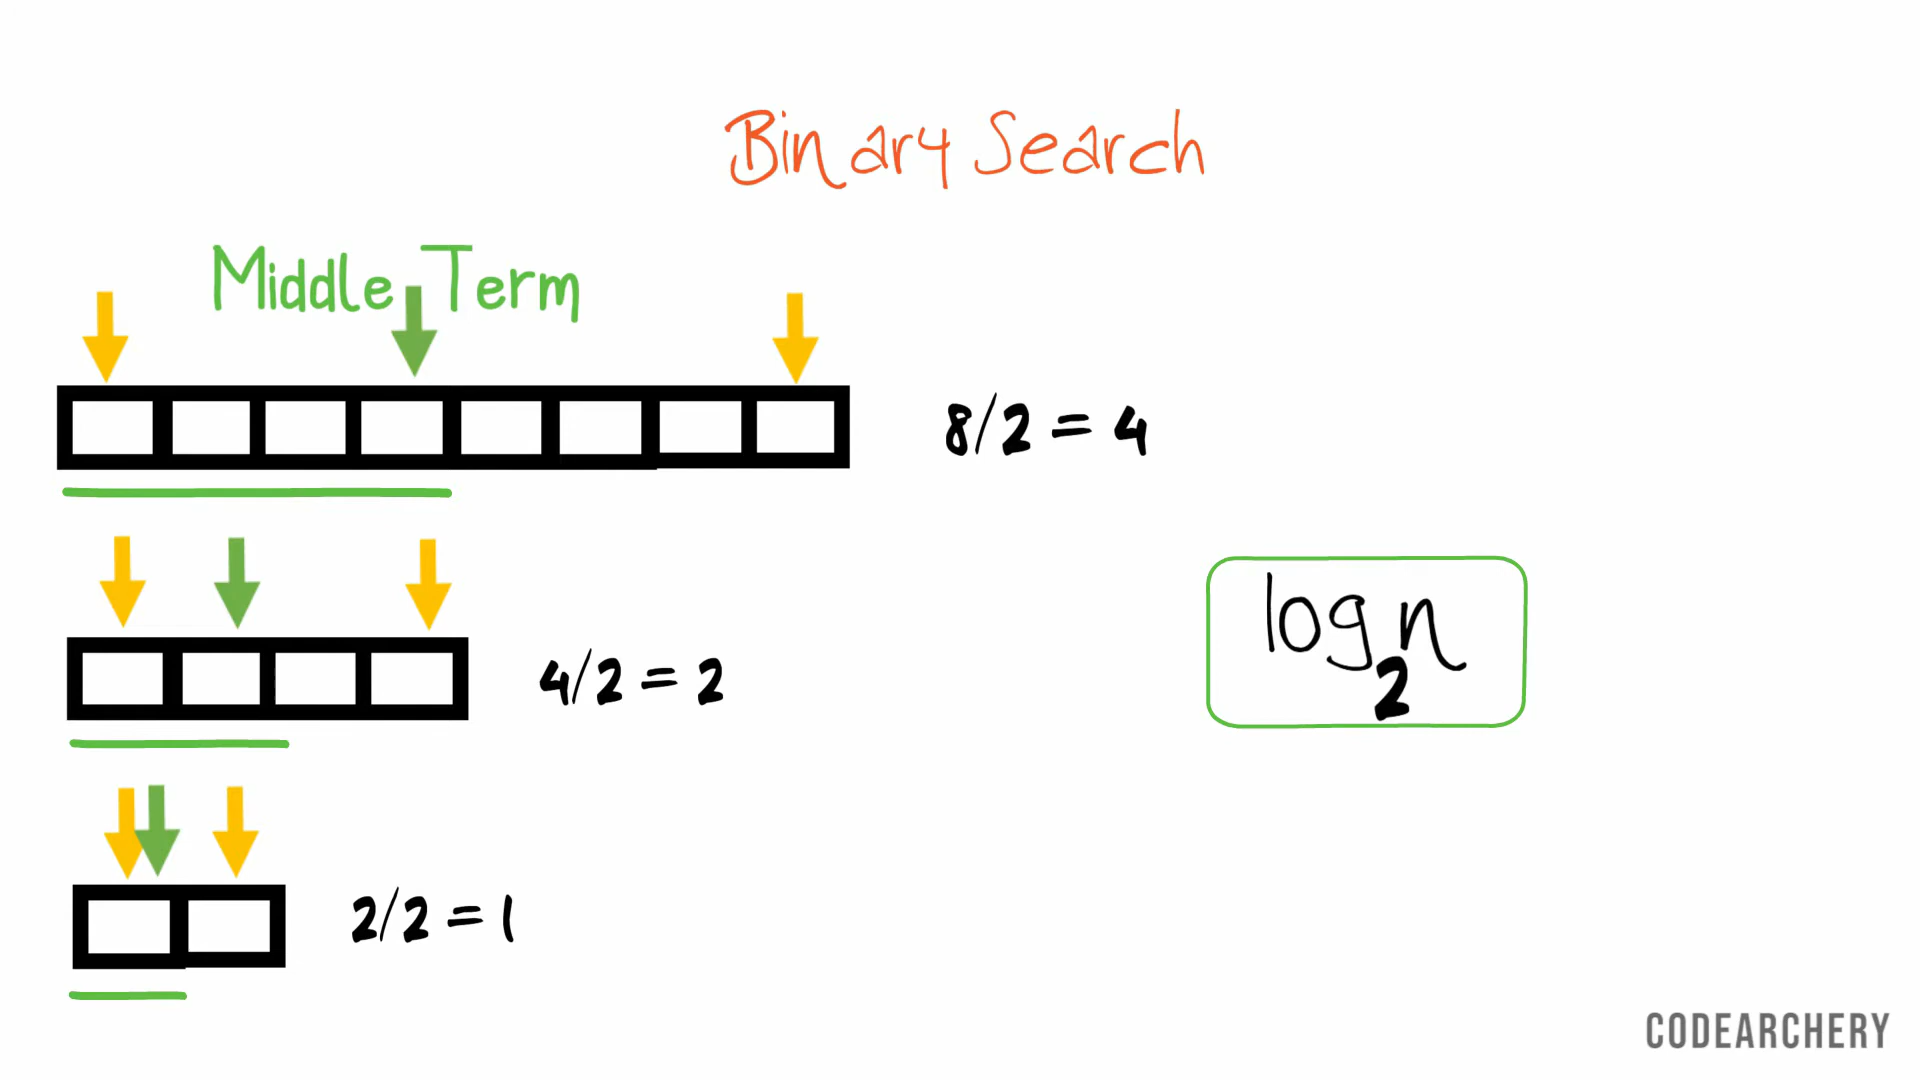 Binary Search
Middle Term
8/2 = 4
4/2 = 2
log₂n
2/2 = 1
CODEARCHERY